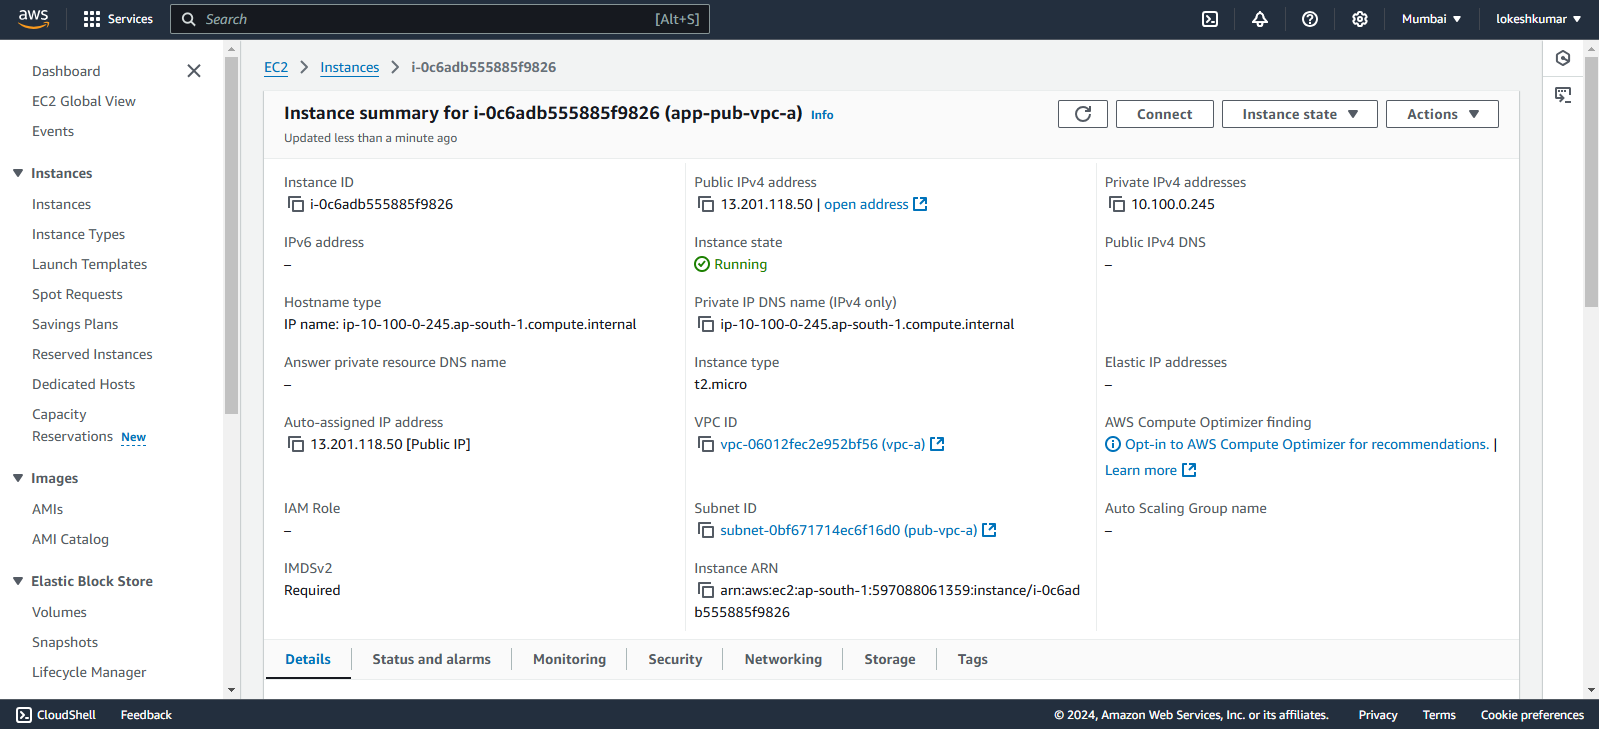 aws Services Search [Alt+S] Mumbai lokeshkumar
Dashboard
EC2 Global View
Events
Instances
Instances
Instance Types
Launch Templates
Spot Requests
Savings Plans
Reserved Instances
Dedicated Hosts
Capacity
Reservations New
Images
AMIs
AMI Catalog
Elastic Block Store
Volumes
Snapshots
Lifecycle Manager
EC2 Instances i-0c6adb555885f9826
Instance summary for i-0c6adb555885f9826 (app-pub-vpc-a) Info
Updated less than a minute ago
Connect Instance state Actions
Instance ID
i-0c6adb555885f9826
Public IPv4 address
13.201.118.50 | open address
Private IPv4 addresses
10.100.0.245
IPv6 address
–
Instance state
Running
Public IPv4 DNS
–
Hostname type
IP name: ip-10-100-0-245.ap-south-1.compute.internal
Private IP DNS name (IPv4 only)
ip-10-100-0-245.ap-south-1.compute.internal
Answer private resource DNS name
–
Instance type
t2.micro
Elastic IP addresses
–
Auto-assigned IP address
13.201.118.50 [Public IP]
VPC ID
vpc-06012fec2e952bf56 (vpc-a)
AWS Compute Optimizer finding
Opt-in to AWS Compute Optimizer for recommendations. |
Learn more
IAM Role
–
Subnet ID
subnet-0bf671714ec6f16d0 (pub-vpc-a)
Auto Scaling Group name
–
IMDSv2
Required
Instance ARN
arn:aws:ec2:ap-south-1:597088061359:instance/i-0c6ad
b555885f9826
Details Status and alarms Monitoring Security Networking Storage Tags
CloudShell Feedback © 2024, Amazon Web Services, Inc. or its affiliates. Privacy Terms Cookie preferences